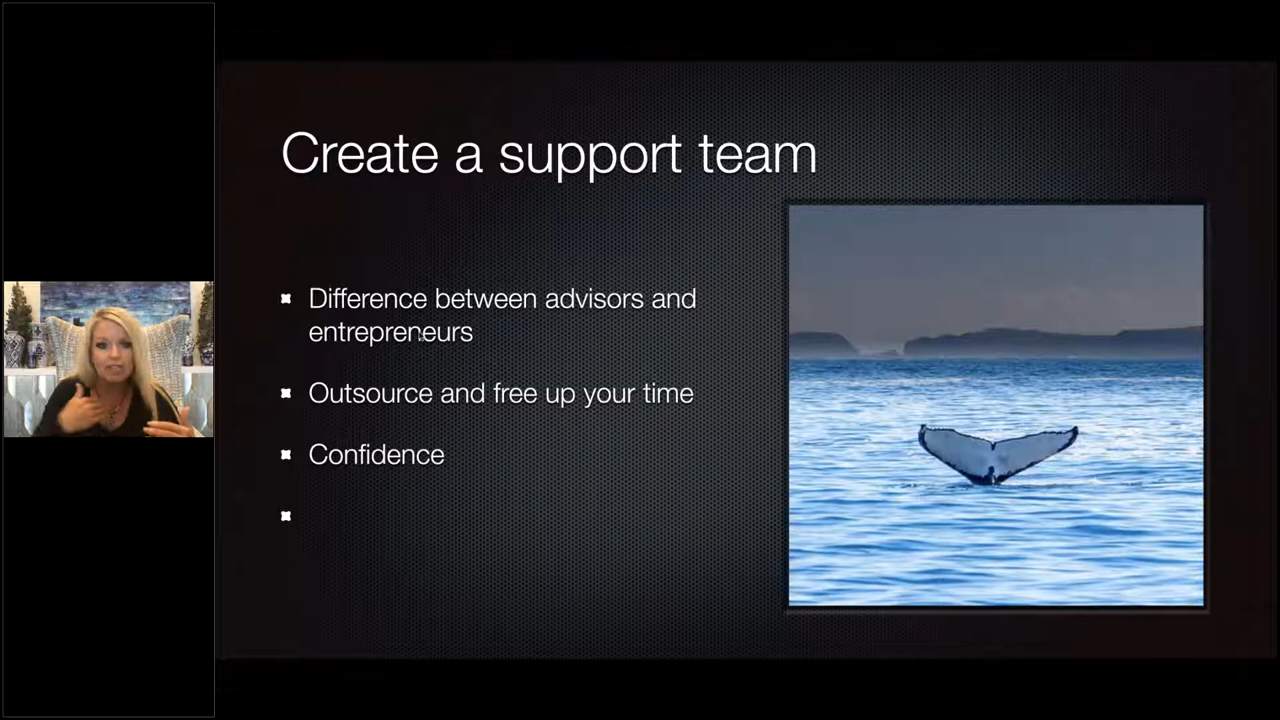 Create a support team
Difference between advisors and
entrepreneurs
Outsource and free up your time
Confidence